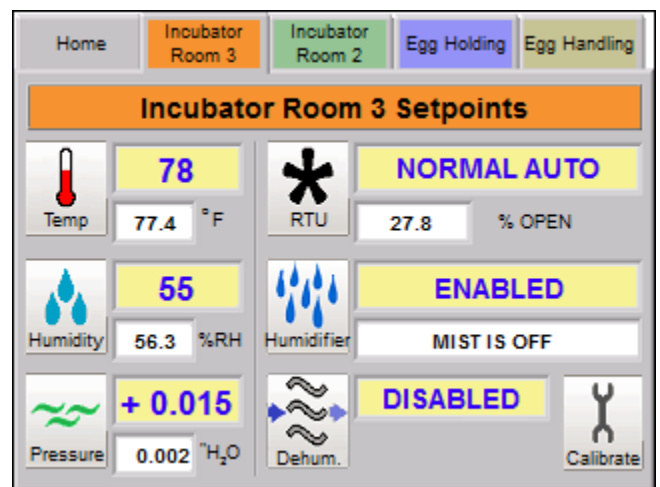 Home
Incubator
Room 3
Incubator
Room 2
Egg Holding
Egg Handling
Incubator Room 3 Setpoints
78
Temp
77.4 °F
NORMAL AUTO
RTU
27.8 % OPEN
55
Humidity
56.3 %RH
ENABLED
Humidifier
MIST IS OFF
+ 0.015
Pressure
0.002 "H₂O
DISABLED
Dehum.
Calibrate